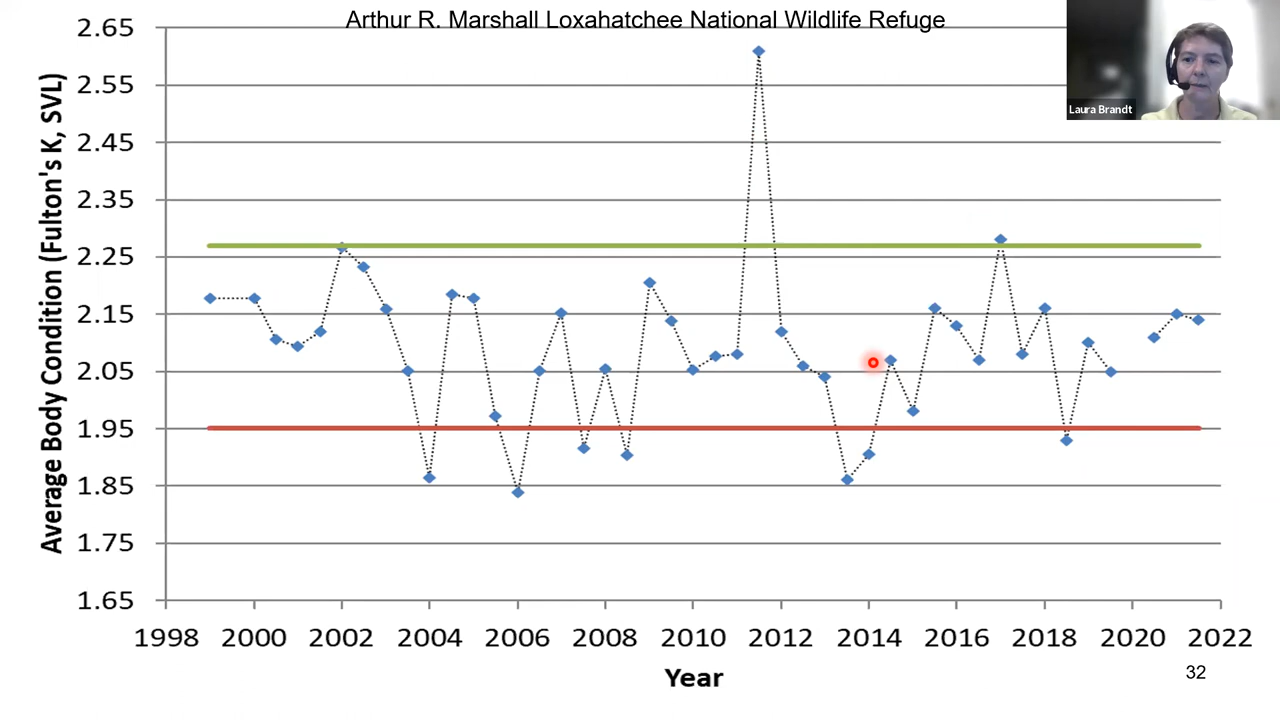 Arthur R. Marshall Loxahatchee National Wildlife Refuge
Laura Brandt
Average Body Condition (Fulton's K, SVL)
2.65
2.55
2.45
2.35
2.25
2.15
2.05
1.95
1.85
1.75
1.65
1998 2000 2002 2004 2006 2008 2010 2012 2014 2016 2018 2020 2022
Year
32